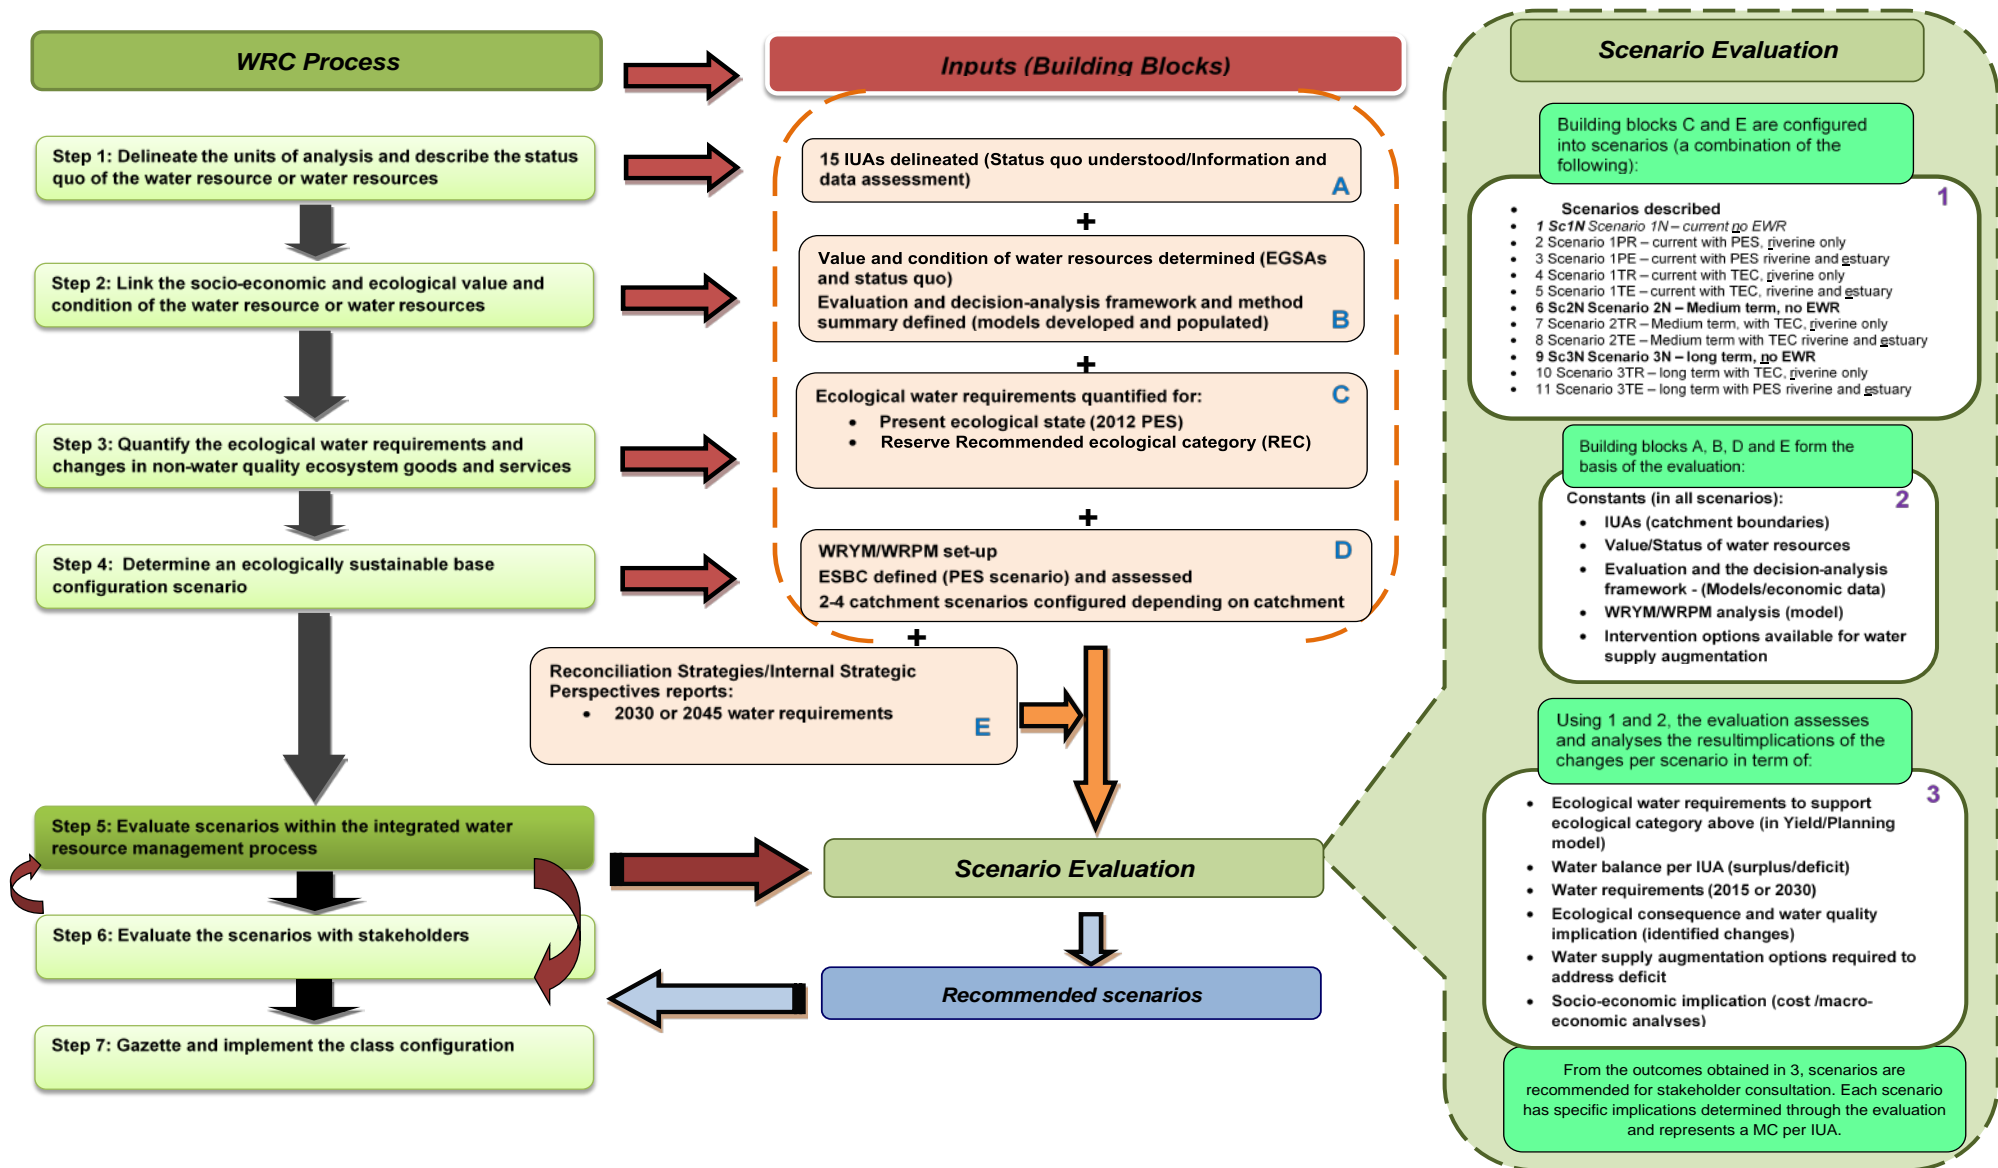 WRC Process
Step 1: Delineate the units of analysis and describe the status
quo of the water resource or water resources
Step 2: Link the socio-economic and ecological value and
condition of the water resource or water resources
Step 3: Quantify the ecological water requirements and
changes in non-water quality ecosystem goods and services
Step 4:  Determine an ecologically sustainable base
configuration scenario
Step 5: Evaluate scenarios within the integrated water
resource management process
Step 6: Evaluate the scenarios with stakeholders
Step 7: Gazette and implement the class configuration
Inputs (Building Blocks)
15 IUAs delineated (Status quo understood/Information and
data assessment)
A
+
Value and condition of water resources determined (EGSAs
and status quo)
Evaluation and decision-analysis framework and method
summary defined (models developed and populated)
B
+
C
Ecological water requirements quantified for:
• Present ecological state (2012 PES)
• Reserve Recommended ecological category (REC)
+
WRYM/WRPM set-up
D
ESBC defined (PES scenario) and assessed
2-4 catchment scenarios configured depending on catchment
+
Reconciliation Strategies/Internal Strategic
Perspectives reports:
• 2030 or 2045 water requirements
E
Scenario Evaluation
Recommended scenarios
Scenario Evaluation
Building blocks C and E are configured
into scenarios (a combination of the
following):
1
• Scenarios described
• 1 Sc1N Scenario 1N – current no EWR
• 2 Scenario 1PR – current with PES, riverine only
• 3 Scenario 1PE – current with PES riverine and estuary
• 4 Scenario 1TR – current with TEC, riverine only
• 5 Scenario 1TE – current with TEC, riverine and estuary
• 6 Sc2N Scenario 2N – Medium term, no EWR
• 7 Scenario 2TR – Medium term, with TEC, riverine only
• 8 Scenario 2TE – Medium term with TEC riverine and estuary
• 9 Sc3N Scenario 3N – long term, no EWR
• 10 Scenario 3TR – long term with TEC, riverine only
• 11 Scenario 3TE – long term with PES riverine and estuary
Building blocks A, B, D and E form the
basis of the evaluation:
2
Constants (in all scenarios):
• IUAs (catchment boundaries)
• Value/Status of water resources
• Evaluation and the decision-analysis
framework - (Models/economic data)
• WRYM/WRPM analysis (model)
• Intervention options available for water
supply augmentation
Using 1 and 2, the evaluation assesses
and analyses the resultimplications of the
changes per scenario in term of:
3
• Ecological water requirements to support
ecological category above (in Yield/Planning
model)
• Water balance per IUA (surplus/deficit)
• Water requirements (2015 or 2030)
• Ecological consequence and water quality
implication (identified changes)
• Water supply augmentation options required to
address deficit
• Socio-economic implication (cost /macro-
economic analyses)
From the outcomes obtained in 3, scenarios are
recommended for stakeholder consultation. Each scenario
has specific implications determined through the evaluation
and represents a MC per IUA.